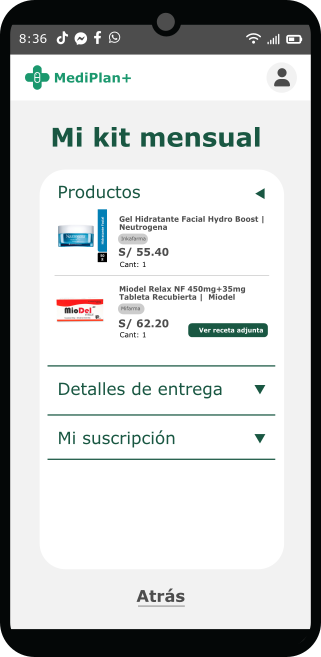 8:36
MediPlan+
Mi kit mensual
Productos
Gel Hidratante Facial Hydro Boost |
Neutrogena
Inkafarma
S/ 55.40
Cant: 1
Miodel Relax NF 450mg+35mg
Tableta Recubierta | Miodel
Mifarma
MioDel
S/ 62.20
Cant: 1
Ver receta adjunta
Detalles de entrega
Mi suscripción
Atrás